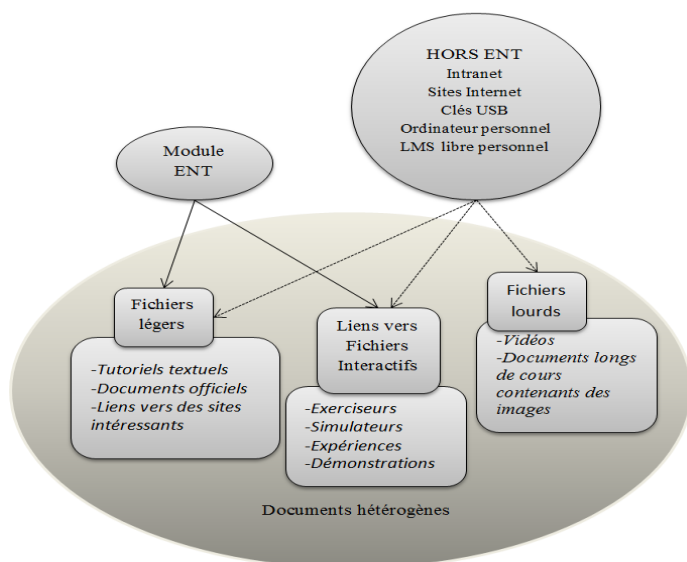 HORS ENT
Intranet
Sites Internet
Clés USB
Ordinateur personnel
LMS libre personnel
Module
ENT
Fichiers
légers
-Tutoriels textuels
-Documents officiels
-Liens vers des sites
intéressants
Liens vers
Fichiers
Interactifs
-Exerciseurs
-Simulateurs
-Expériences
-Démonstrations
Fichiers
lourds
-Vidéos
-Documents longs
de cours
contenants des
images
Documents hétérogènes